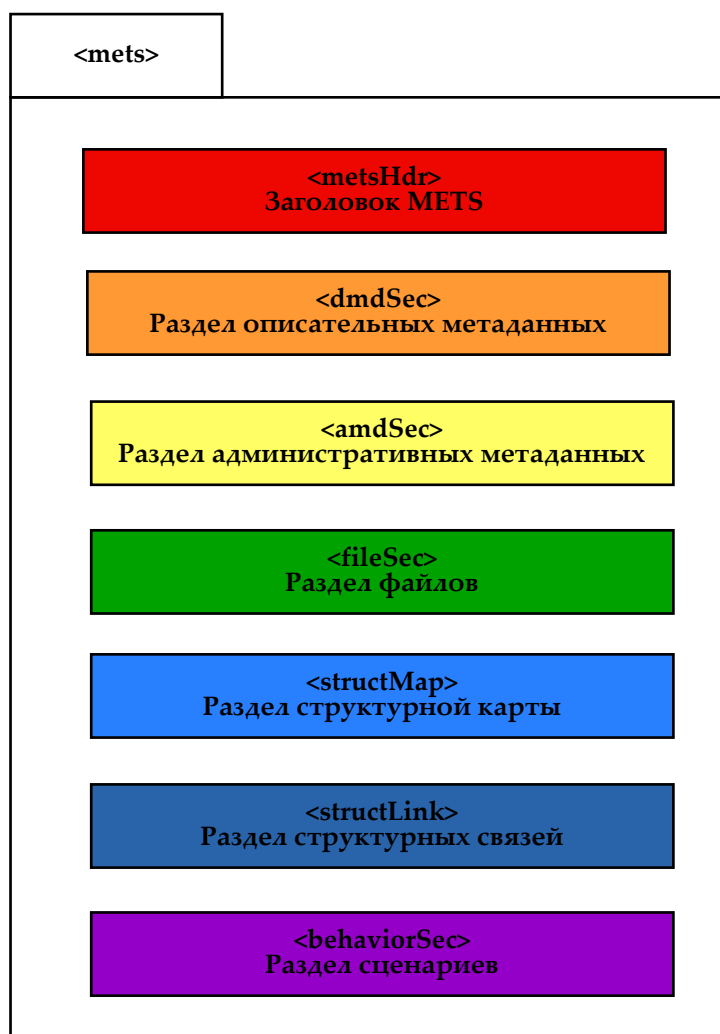 <mets>
<metsHdr>
Заголовок METS
<dmdSec>
Раздел описательных метаданных
<amdSec>
Раздел административных метаданных
<fileSec>
Раздел файлов
<structMap>
Раздел структурной карты
<structLink>
Раздел структурных связей
<behaviorSec>
Раздел сценариев